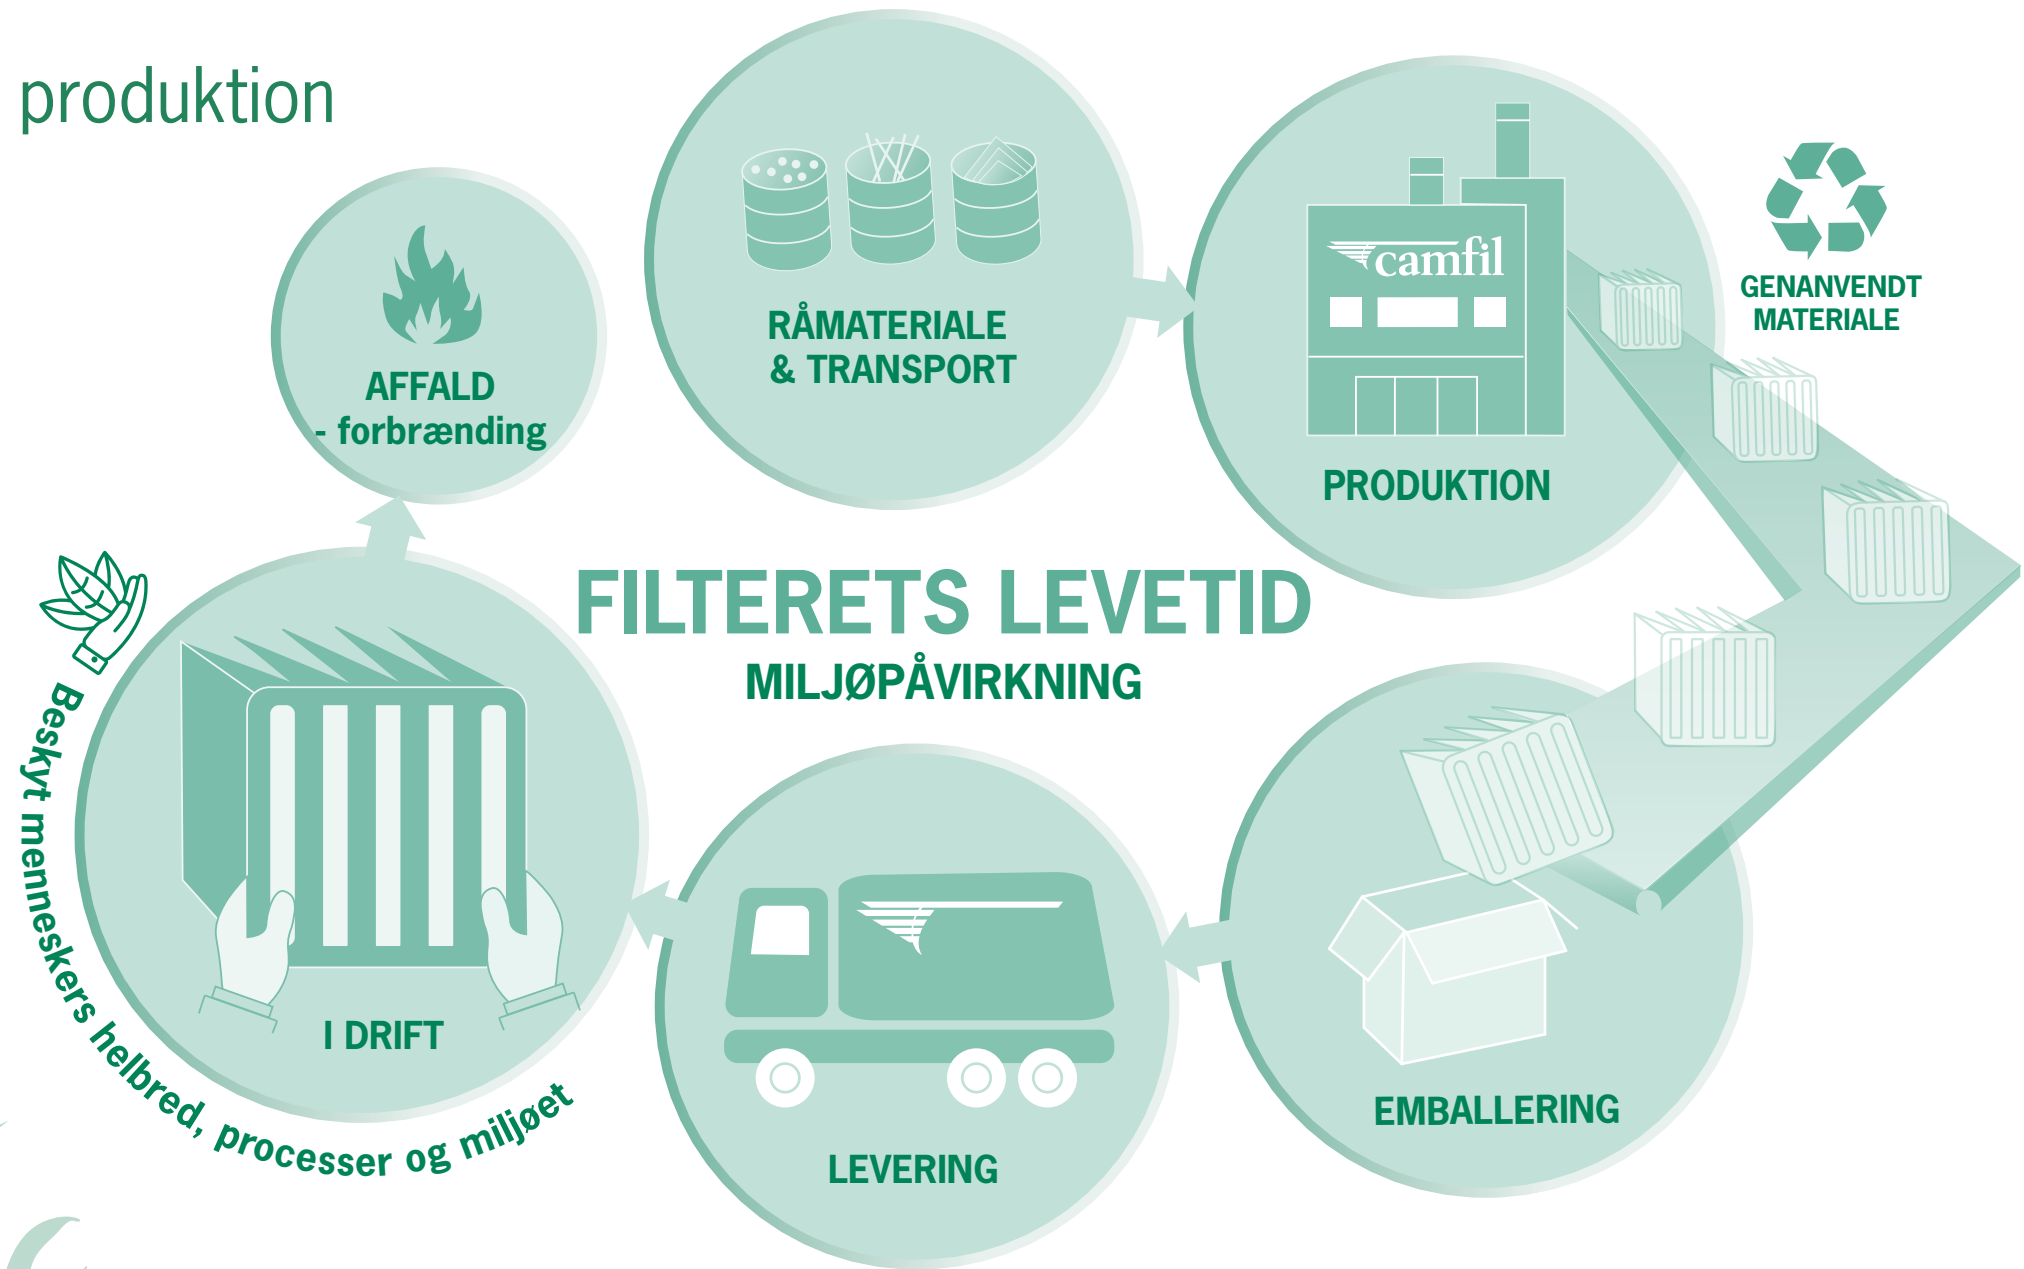 produktion
RÅMATERIALE
& TRANSPORT
camfil
PRODUKTION
GENANVENDT
MATERIALE
AFFALD
- forbrænding
FILTERETS LEVETID
MILJØPÅVIRKNING
I DRIFT
Beskyt menneskers helbred, processer og miljøet
LEVERING
EMBALLERING